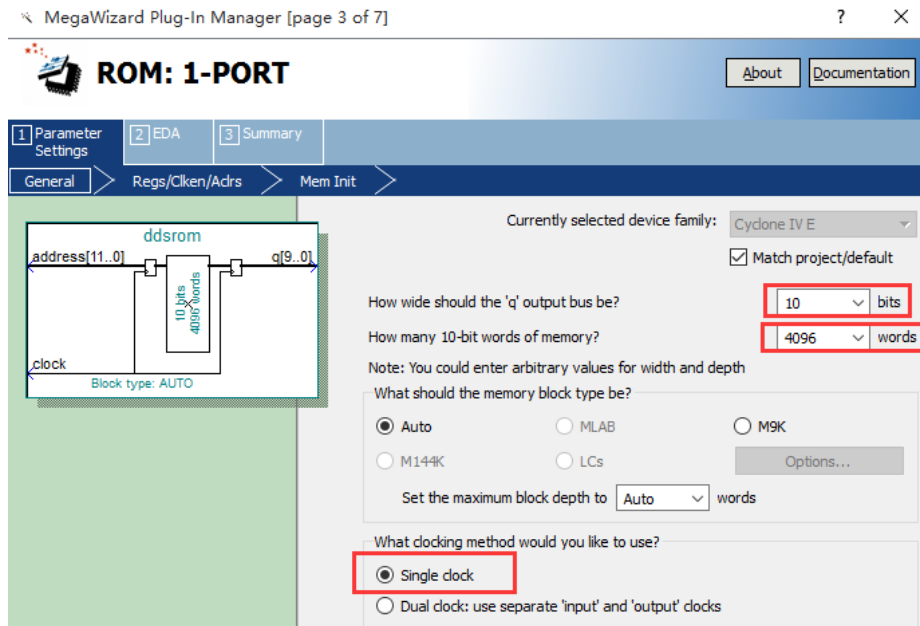 MegaWizard Plug-In Manager [page 3 of 7] ? ×
ROM: 1-PORT
About Documentation
1 Parameter Settings 2 EDA 3 Summary
General Regs/Clken/Aclrs Mem Init
Currently selected device family: Cyclone IV E
Match project/default
ddsrom
address[11..0] q[9..0]
10 bits
4096 words
clock
Block type: AUTO
How wide should the 'q' output bus be? 10 bits
How many 10-bit words of memory? 4096 words
Note: You could enter arbitrary values for width and depth
What should the memory block type be?
Auto MLAB M9K
M144K LCs Options...
Set the maximum block depth to Auto words
What clocking method would you like to use?
Single clock
Dual clock: use separate 'input' and 'output' clocks